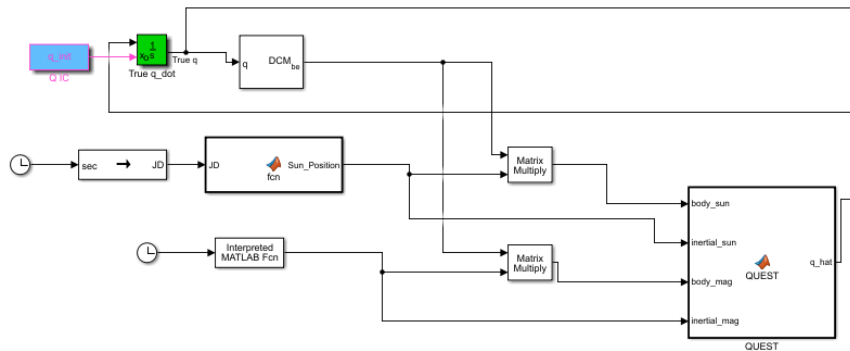 q_init
Q IC
1
s
x₀
True q_dot
True q
q
DCM
be
sec
JD
JD
Sun_Position
fcn
Matrix
Multiply
Interpreted
MATLAB Fcn
Matrix
Multiply
body_sun
inertial_sun
body_mag
inertial_mag
QUEST
q_hat
QUEST